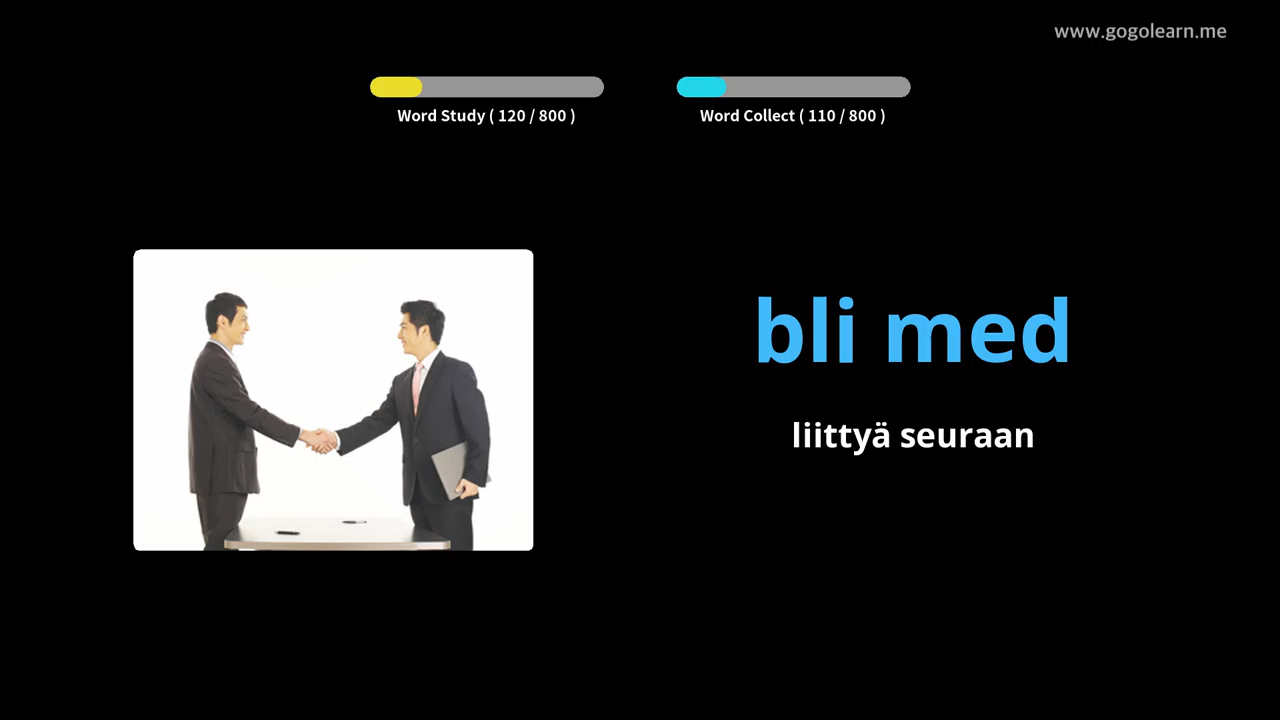 www.gogolearn.me
Word Study ( 120 / 800 )
Word Collect ( 110 / 800 )
bli med
liittyä seuraan